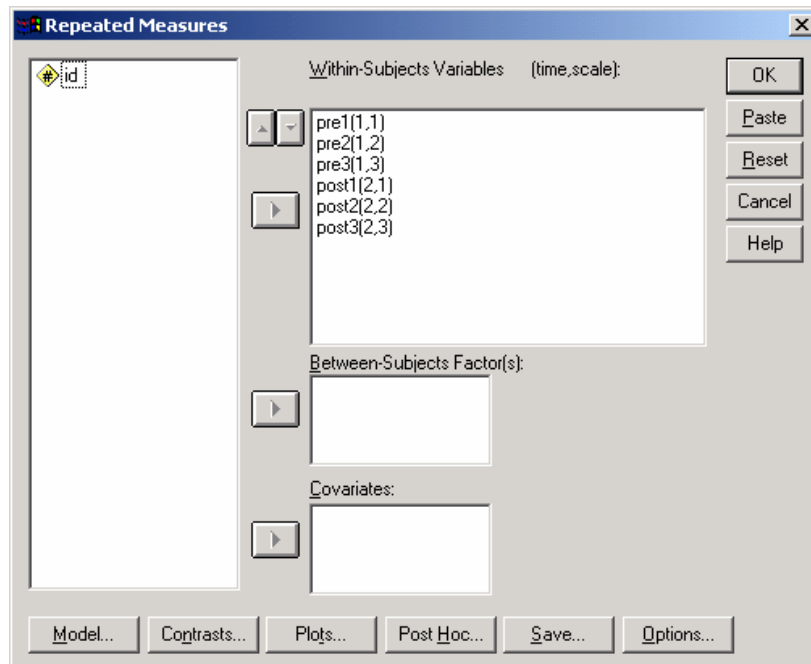 Repeated Measures
id
Within-Subjects Variables (time,scale):
pre1(1,1)
pre2(1,2)
pre3(1,3)
post1(2,1)
post2(2,2)
post3(2,3)
OK
Paste
Reset
Cancel
Help
Between-Subjects Factor(s):
Covariates:
Model... Contrasts... Plots... Post Hoc... Save... Options...